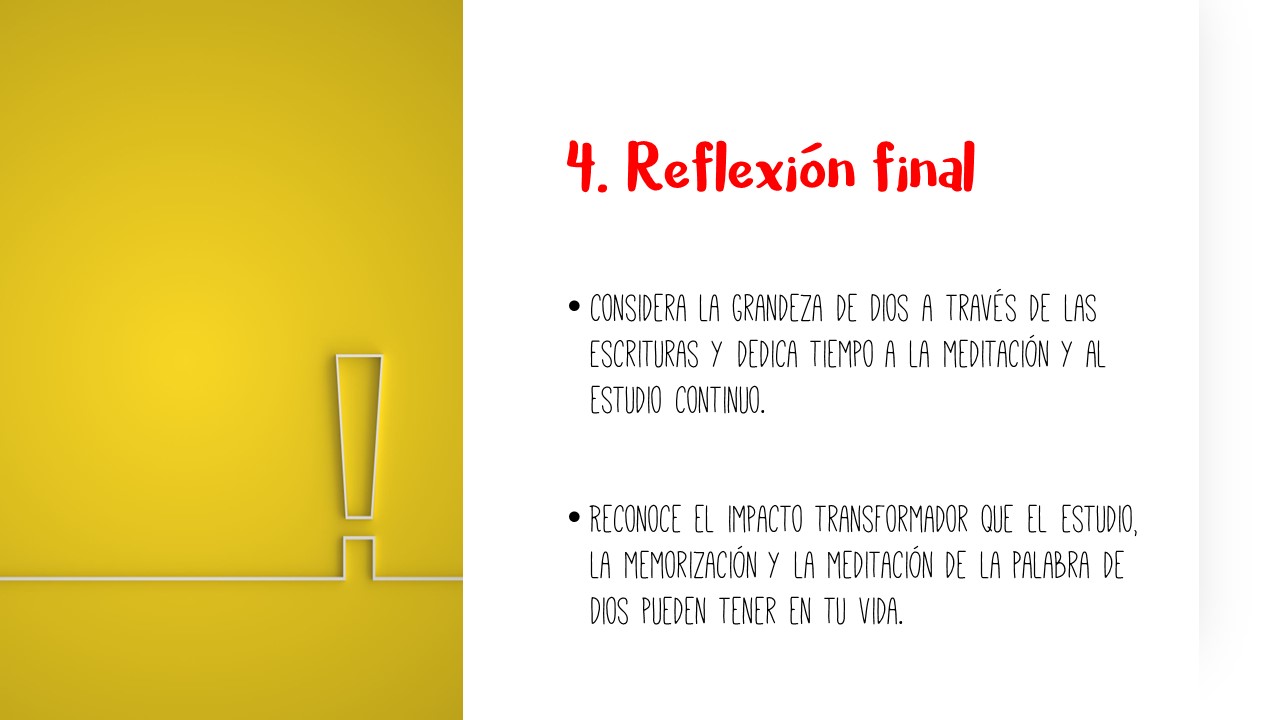 4. Reflexión final
• CONSIDERA LA GRANDEZA DE DIOS A TRAVÉS DE LAS
ESCRITURAS Y DEDICA TIEMPO A LA MEDITACIÓN Y AL
ESTUDIO CONTINUO.
• RECONOCE EL IMPACTO TRANSFORMADOR QUE EL ESTUDIO,
LA MEMORIZACIÓN Y LA MEDITACIÓN DE LA PALABRA DE
DIOS PUEDEN TENER EN TU VIDA.